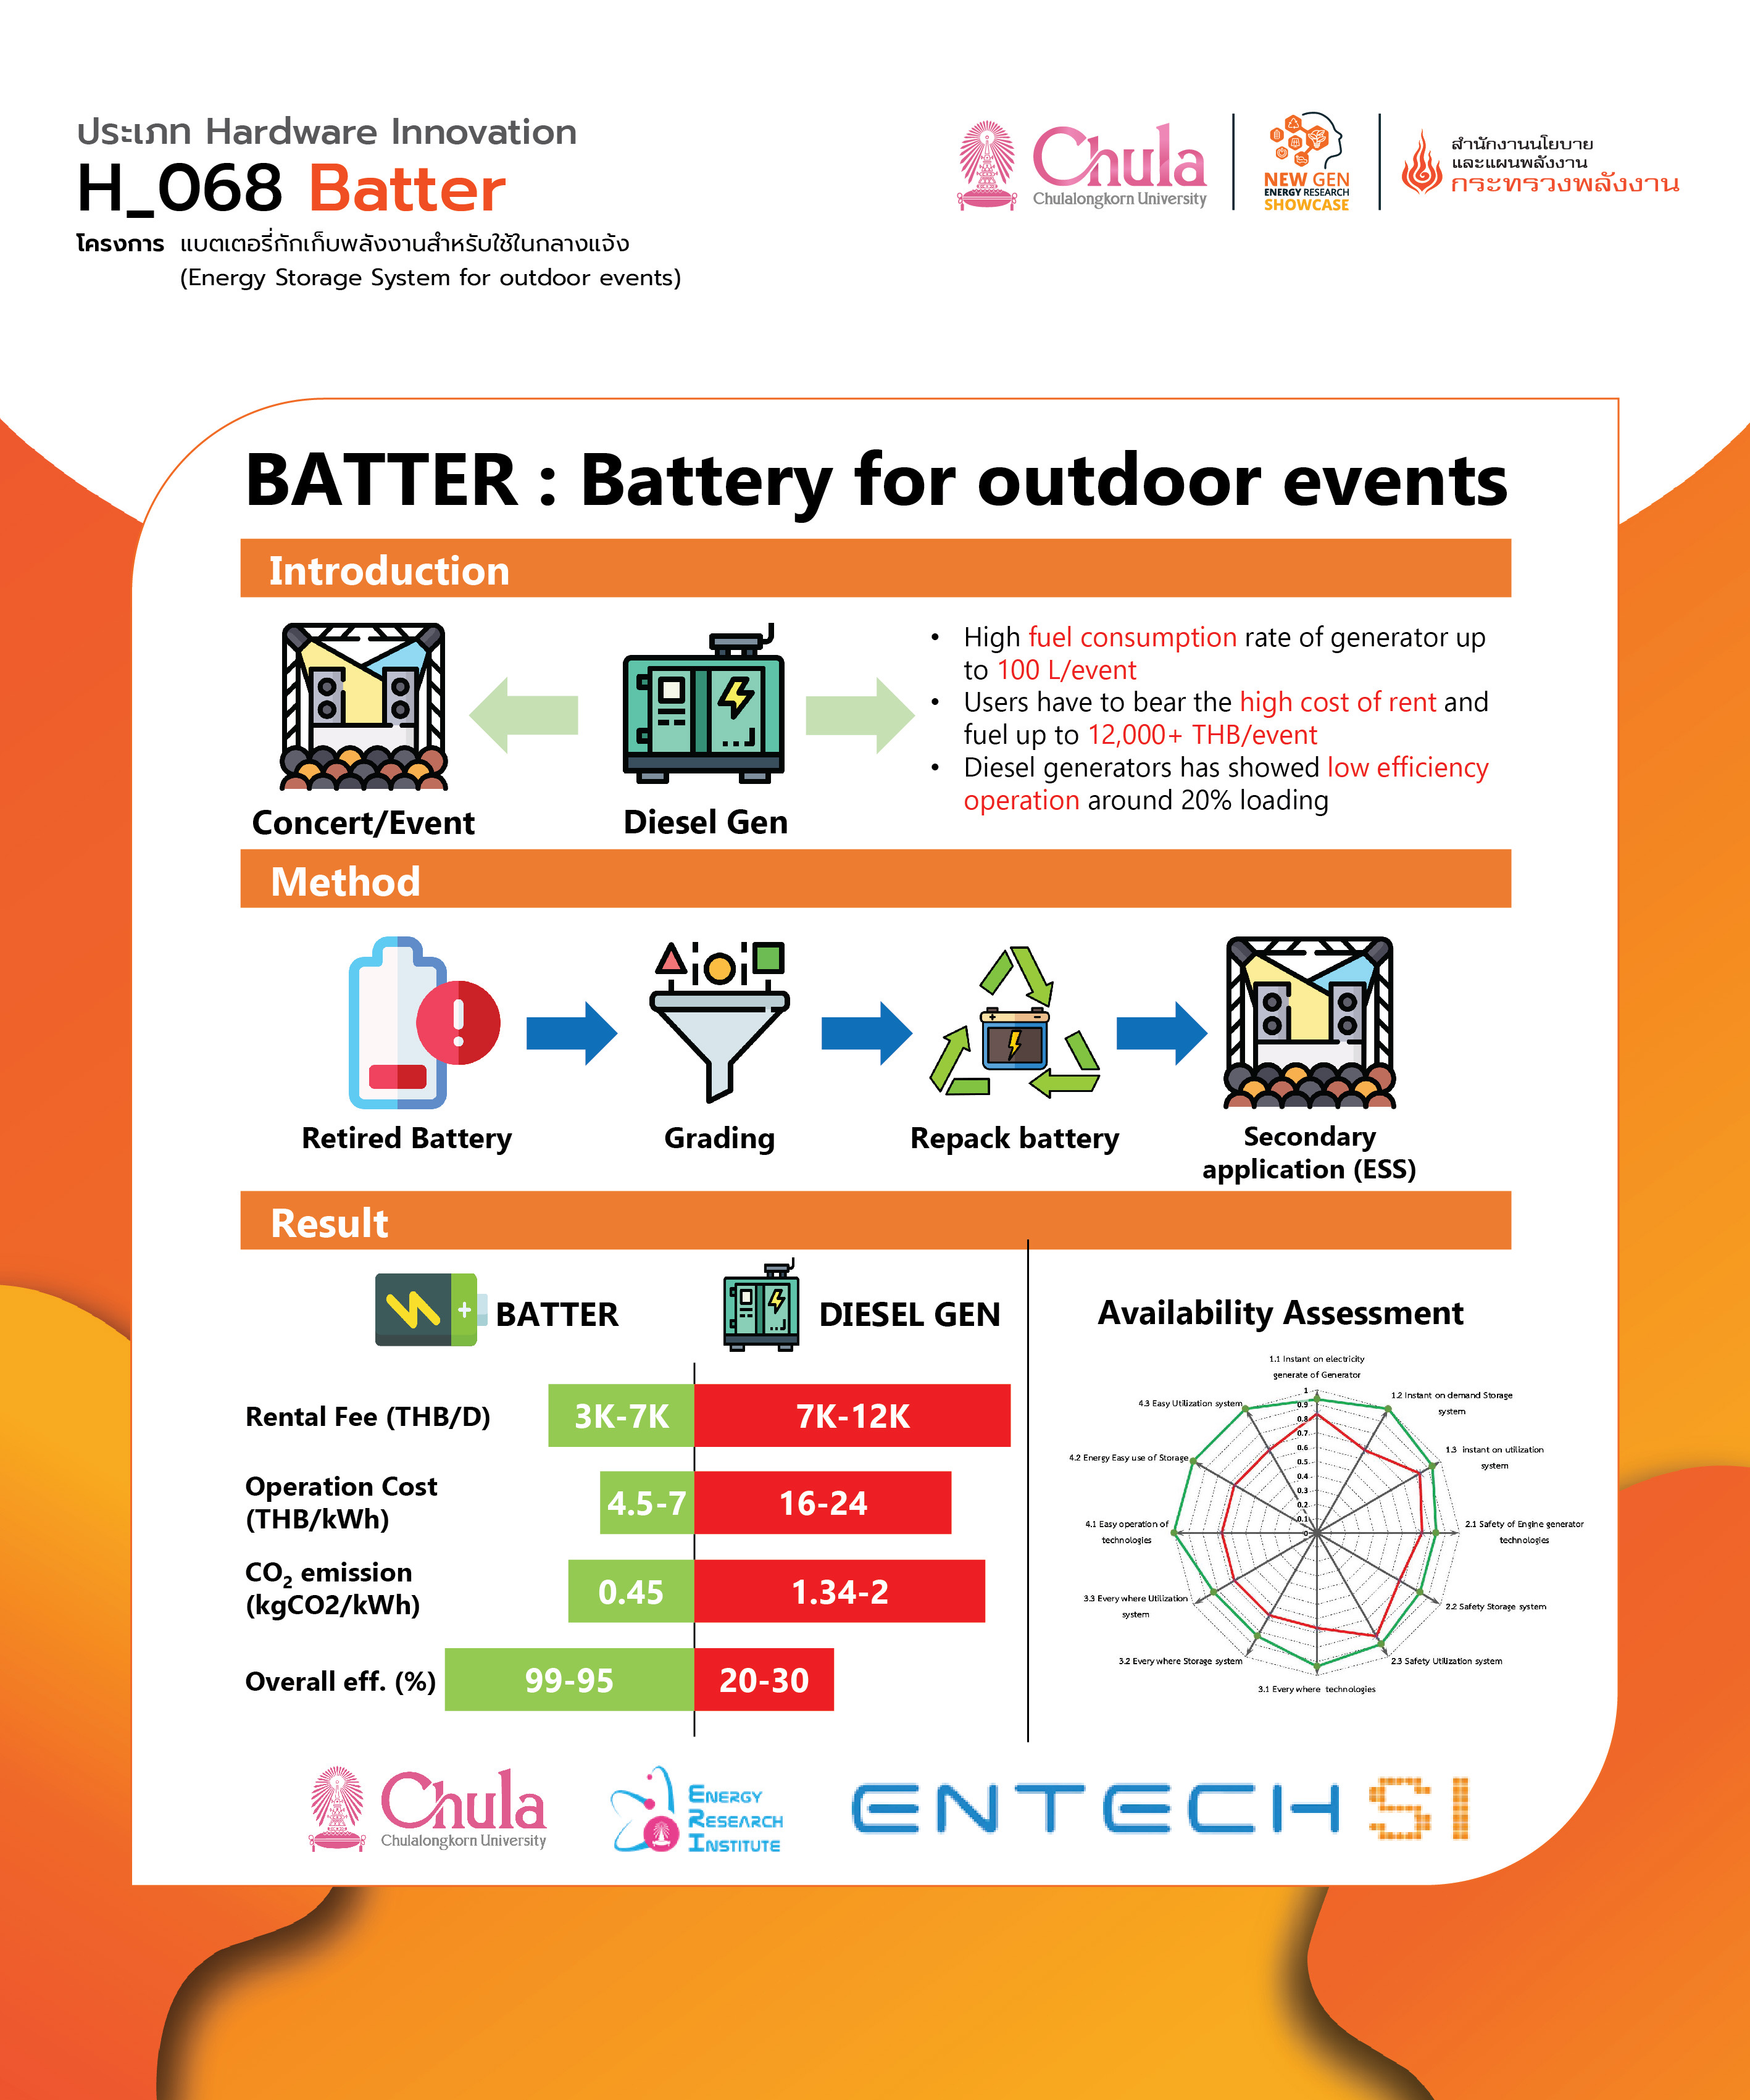 ประเภท Hardware Innovation
H_068 Batter
โครงการ แบตเตอรี่กักเก็บพลังงานสำหรับใช้ในกลางแจ้ง
(Energy Storage System for outdoor events)
Chula
Chulalongkorn University
NEW GEN
ENERGY RESEARCH
SHOWCASE
สำนักงานนโยบาย
และแผนพลังงาน
กระทรวงพลังงาน
BATTER : Battery for outdoor events
Introduction
Concert/Event
Diesel Gen
• High fuel consumption rate of generator up
to 100 L/event
• Users have to bear the high cost of rent and
fuel up to 12,000+ THB/event
• Diesel generators has showed low efficiency
operation around 20% loading
Method
Retired Battery
Grading
Repack battery
Secondary
application (ESS)
Result
BATTER
DIESEL GEN
Rental Fee (THB/D)
3K-7K
7K-12K
Operation Cost
(THB/kWh)
4.5-7
16-24
CO2 emission
(kgCO2/kWh)
0.45
1.34-2
Overall eff. (%)
99-95
20-30
Availability Assessment
1.1 Instant on electricity
generate of Generator
1.2 Instant on demand Storage
system
1.3 instant on utilization
system
2.1 Safety of Engine generator
technologies
2.2 Safety Storage system
2.3 Safety Utilization system
3.1 Every where technologies
3.2 Every where Storage system
3.3 Every where Utilization
system
4.1 Easy operation of
technologies
4.2 Energy Easy use of Storage
4.3 Easy Utilization system
1
0.9
0.8
0.7
0.6
0.5
0.4
0.3
0.2
0.1
0
Chula
Chulalongkorn University
ENERGY
RESEARCH
INSTITUTE
ENTECH SI